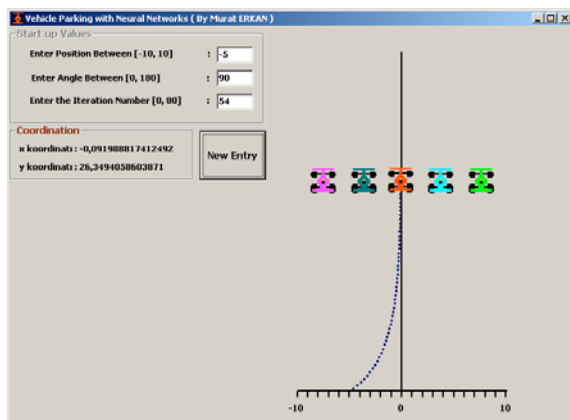 Vehicle Parking with Neural Networks ( By Murat ERKAN )
Start up Values
Enter Position Between [-10, 10] : -5
Enter Angle Between [0, 180] : 90
Enter the Iteration Number [0, 80] : 54
Coordination
x koordinatı : -0,091988817412492
y koordinatı : 26,3494058603871
New Entry
-10 0 10